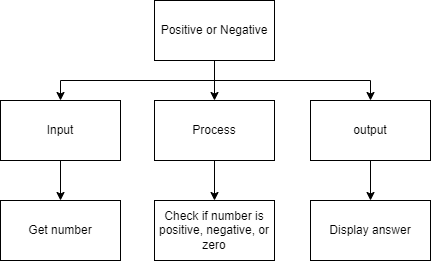 Positive or Negative
Input
Process
output
Get number
Check if number is
positive, negative, or
zero
Display answer